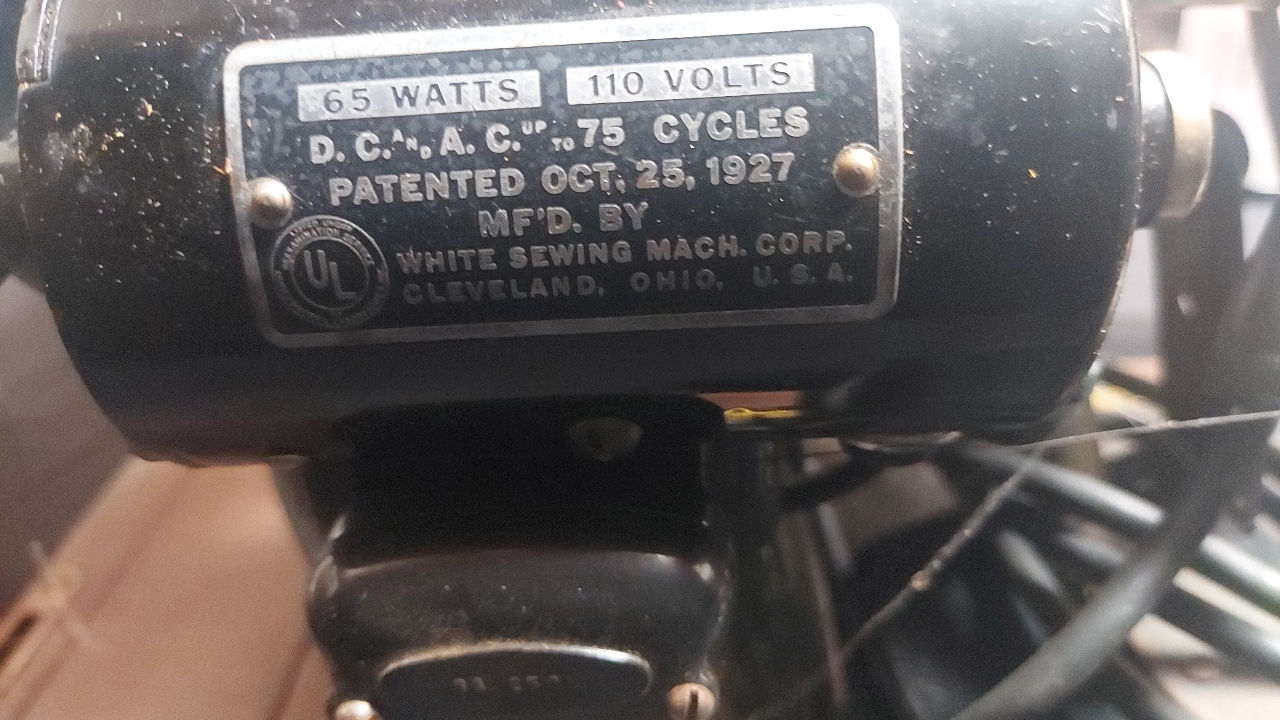 65 WATTS 110 VOLTS
D. C. AND A. C. UP TO 75 CYCLES
PATENTED OCT. 25, 1927
MF'D. BY
WHITE SEWING MACH. CORP.
CLEVELAND, OHIO, U. S. A.
UL